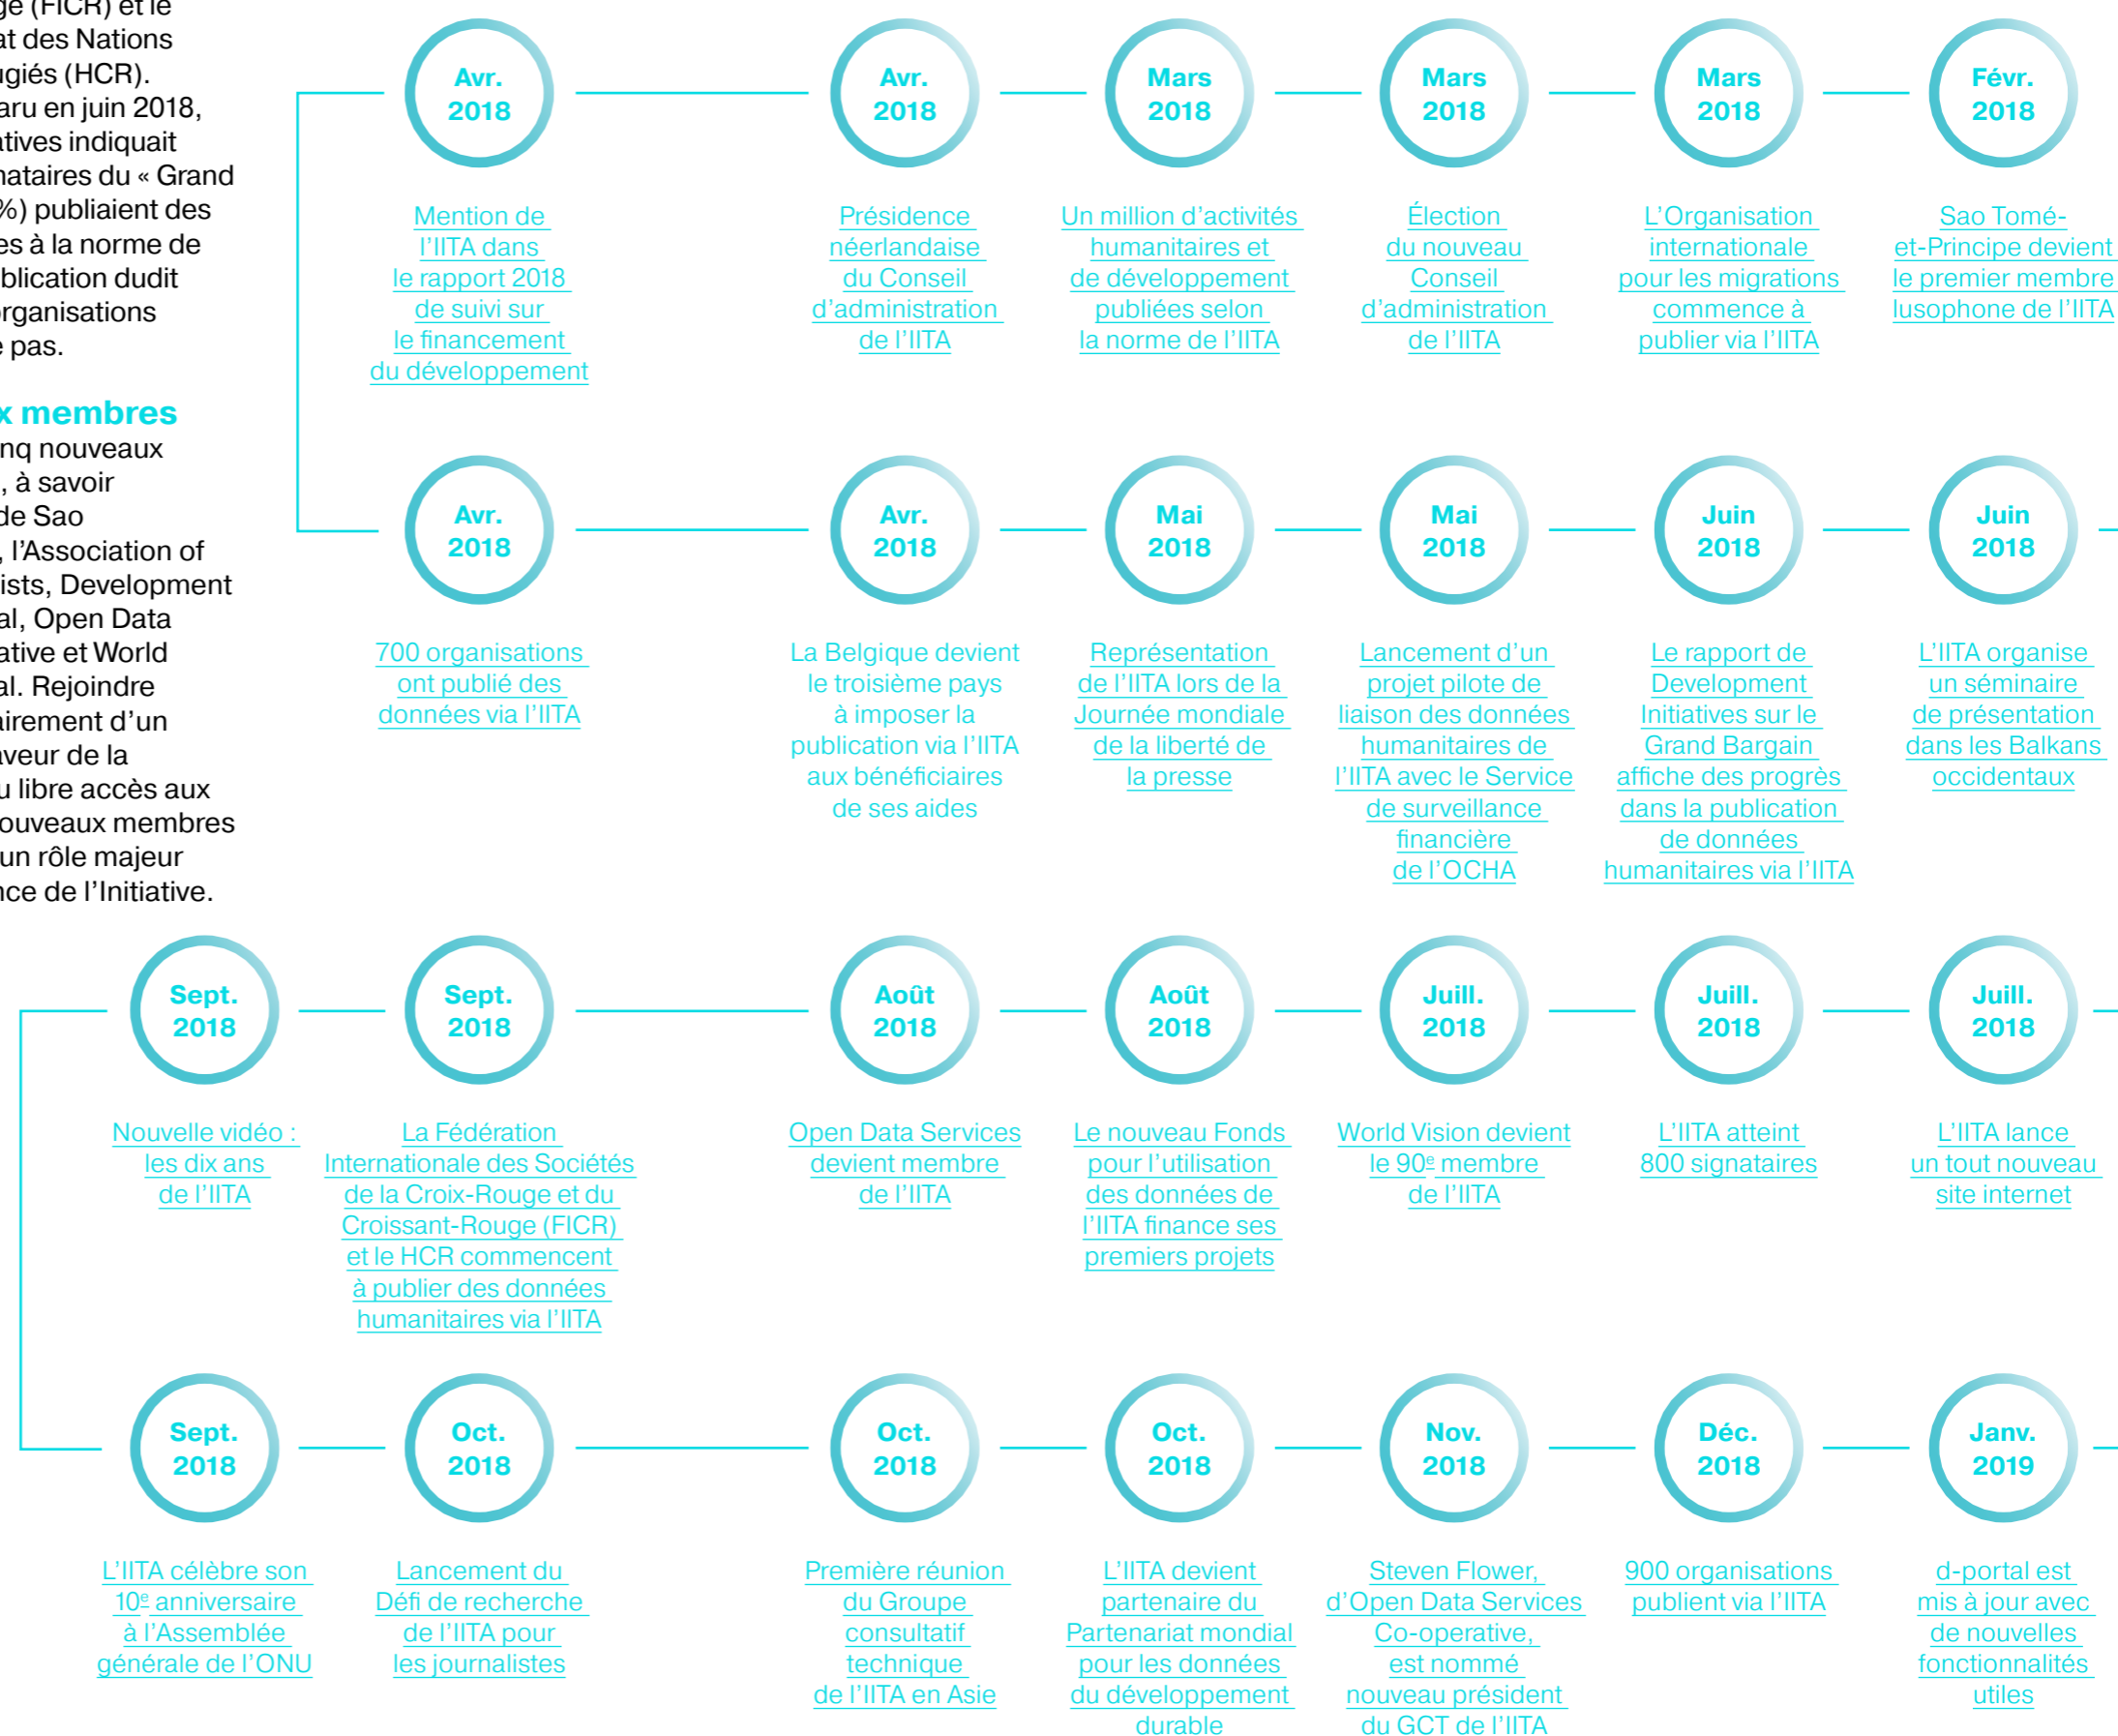 ge (FICR) et le
at des Nations
ugiés (HCR).
aru en juin 2018,
atives indiquait
nataires du « Grand
%) publiaient des
es à la norme de
ublication dudit
organisations
e pas.
x membres
nq nouveaux
, à savoir
de Sao
, l'Association of
ists, Development
al, Open Data
ative et World
al. Rejoindre
airement d'un
aveur de la
u libre accès aux
ouveaux membres
un rôle majeur
nce de l'Initiative.
Avr.
2018
Mention de
l'IITA dans
le rapport 2018
de suivi sur
le financement
du développement
Avr.
2018
Présidence
néerlandaise
du Conseil
d'administration
de l'IITA
Mars
2018
Un million d'activités
humanitaires et
de développement
publiées selon
la norme de l'IITA
Mars
2018
Élection
du nouveau
Conseil
d'administration
de l'IITA
Mars
2018
L'Organisation
internationale
pour les migrations
commence à
publier via l'IITA
Févr.
2018
Sao Tomé-
et-Principe devient
le premier membre
lusophone de l'IITA
Avr.
2018
700 organisations
ont publié des
données via l'IITA
Avr.
2018
La Belgique devient
le troisième pays
à imposer la
publication via l'IITA
aux bénéficiaires
de ses aides
Mai
2018
Représentation
de l'IITA lors de la
Journée mondiale
de la liberté de
la presse
Mai
2018
Lancement d'un
projet pilote de
liaison des données
humanitaires de
l'IITA avec le Service
de surveillance
financière
de l'OCHA
Juin
2018
Le rapport de
Development
Initiatives sur le
Grand Bargain
affiche des progrès
dans la publication
de données
humanitaires via l'IITA
Juin
2018
L'IITA organise
un séminaire
de présentation
dans les Balkans
occidentaux
Sept.
2018
Nouvelle vidéo :
les dix ans
de l'IITA
Sept.
2018
La Fédération
Internationale des Sociétés
de la Croix-Rouge et du
Croissant-Rouge (FICR)
et le HCR commencent
à publier des données
humanitaires via l'IITA
Août
2018
Open Data Services
devient membre
de l'IITA
Août
2018
Le nouveau Fonds
pour l'utilisation
des données de
l'IITA finance ses
premiers projets
Juill.
2018
World Vision devient
le 90e membre
de l'IITA
Juill.
2018
L'IITA atteint
800 signataires
Juill.
2018
L'IITA lance
un tout nouveau
site internet
Sept.
2018
L'IITA célèbre son
10e anniversaire
à l'Assemblée
générale de l'ONU
Oct.
2018
Lancement du
Défi de recherche
de l'IITA pour
les journalistes
Oct.
2018
Première réunion
du Groupe
consultatif
technique
de l'IITA en Asie
Oct.
2018
L'IITA devient
partenaire du
Partenariat mondial
pour les données
du développement
durable
Nov.
2018
Steven Flower,
d'Open Data Services
Co-operative,
est nommé
nouveau président
du GCT de l'IITA
Déc.
2018
900 organisations
publient via l'IITA
Janv.
2019
d-portal est
mis à jour avec
de nouvelles
fonctionnalités
utiles